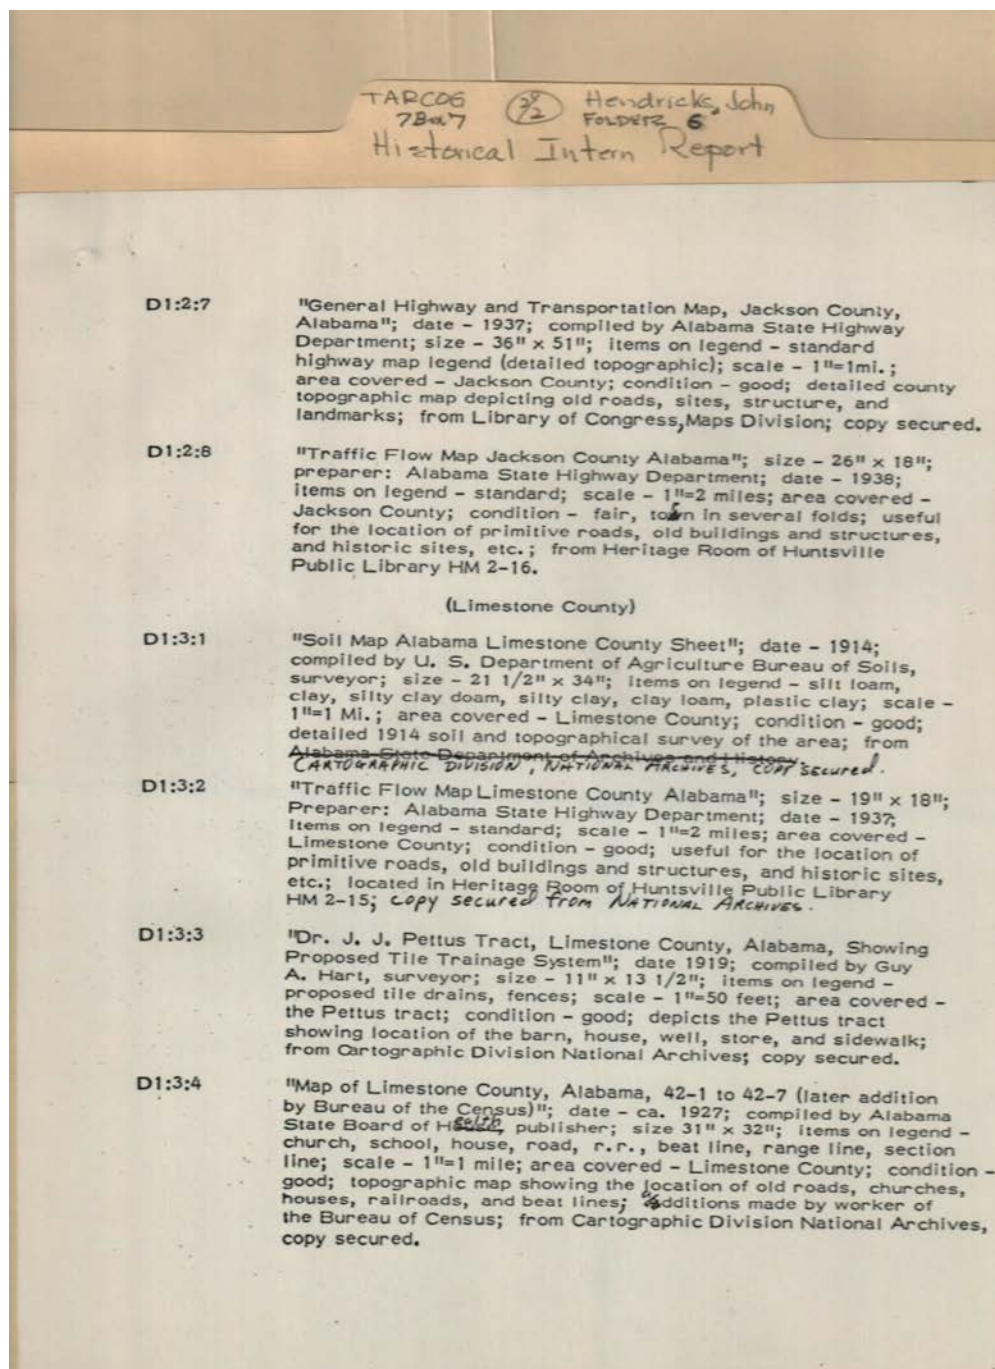 TARCOG
Hendricks, John
FOLDER 6
Historical Intern Report
D1:2:7 "General Highway and Transportation Map, Jackson County,
Alabama"; date - 1937; compiled by Alabama State Highway
Department; size - 36" x 51"; items on legend - standard
highway map legend (detailed topographic); scale - 1"=1mi.;
area covered - Jackson County; condition - good; detailed county
topographic map depicting old roads, sites, structure, and
landmarks; from Library of Congress, Maps Division; copy secured.
D1:2:8 "Traffic Flow Map Jackson County Alabama"; size - 26" x 18";
preparer: Alabama State Highway Department; date - 1938;
items on legend - standard; scale - 1"=2 miles; area covered -
Jackson County; condition - fair, torn in several folds; useful
for the location of primitive roads, old buildings and structures,
and historic sites, etc.; from Heritage Room of Huntsville
Public Library HM 2-16.
(Limestone County)
D1:3:1 "Soil Map Alabama Limestone County Sheet"; date - 1914;
compiled by U. S. Department of Agriculture Bureau of Soils,
surveyor; size - 21 1/2" x 34"; items on legend - silt loam,
clay, silty clay doam, silty clay, clay loam, plastic clay; scale -
1"=1 Mi.; area covered - Limestone County; condition - good;
detailed 1914 soil and topographical survey of the area; from
Alabama State Department of Archives and History.
CARTOGRAPHIC DIVISION, NATIONAL ARCHIVES, COPY secured.
D1:3:2 "Traffic Flow Map Limestone County Alabama"; size - 19" x 18";
Preparer: Alabama State Highway Department; date - 1937;
items on legend - standard; scale - 1"=2 miles; area covered -
Limestone County; condition - good; useful for the location of
primitive roads, old buildings and structures, and historic sites,
etc.; located in Heritage Room of Huntsville Public Library
HM 2-15; copy secured from NATIONAL ARCHIVES.
D1:3:3 "Dr. J. J. Pettus Tract, Limestone County, Alabama, Showing
Proposed Tile Trainage System"; date 1919; compiled by Guy
A. Hart, surveyor; size - 11" x 13 1/2"; items on legend -
proposed tile drains, fences; scale - 1"=50 feet; area covered -
the Pettus tract; condition - good; depicts the Pettus tract
showing location of the barn, house, well, store, and sidewalk;
from Cartographic Division National Archives; copy secured.
D1:3:4 "Map of Limestone County, Alabama, 42-1 to 42-7 (later addition
by Bureau of the Census)"; date - ca. 1927; compiled by Alabama
State Board of Health, publisher; size 31" x 32"; items on legend -
church, school, house, road, r.r., beat line, range line, section
line; scale - 1"=1 mile; area covered - Limestone County; condition -
good; topographic map showing the location of old roads, churches,
houses, railroads, and beat lines; additions made by worker of
the Bureau of Census; from Cartographic Division National Archives,
copy secured.